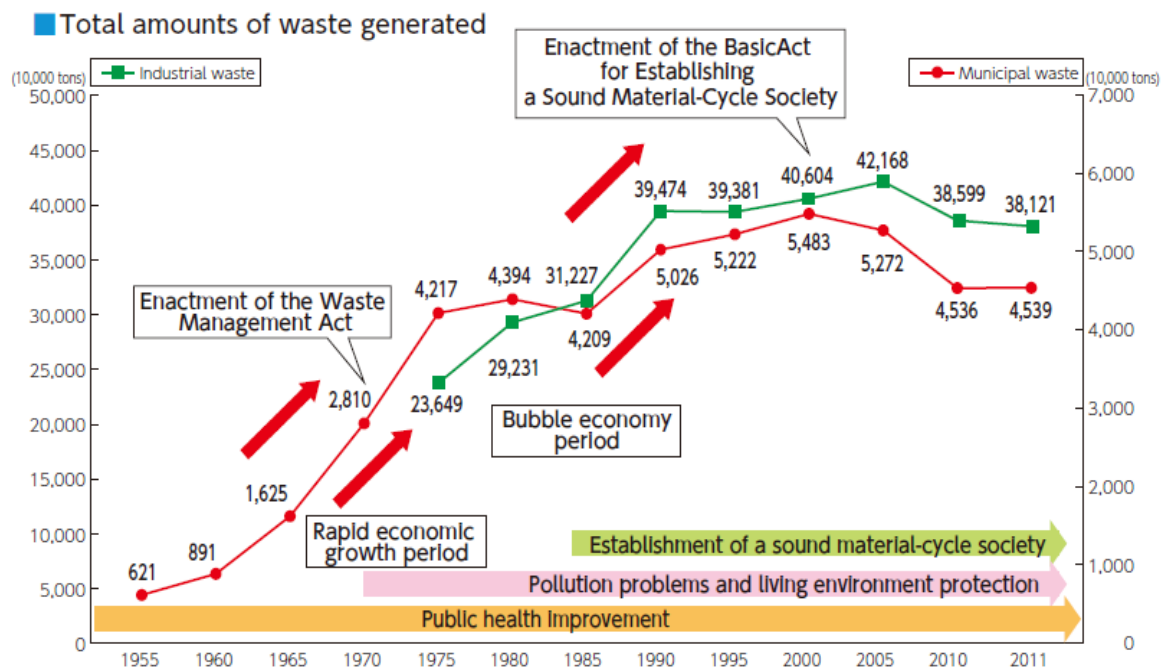 Total amounts of waste generated
Enactment of the BasicAct
for Establishing
a Sound Material-Cycle Society
(10,000 tons)
Industrial waste
Municipal waste
(10,000 tons)
50,000
45,000
40,000
35,000
30,000
25,000
20,000
15,000
10,000
5,000
0
7,000
6,000
5,000
4,000
3,000
2,000
1,000
0
39,474
39,381
40,604
42,168
38,599
38,121
5,026
5,222
5,483
5,272
4,536
4,539
4,217
4,394
31,227
4,209
29,231
23,649
Enactment of the Waste
Management Act
2,810
1,625
891
621
Bubble economy
period
Rapid economic
growth period
Establishment of a sound material-cycle society
Pollution problems and living environment protection
Public health improvement
1955 1960 1965 1970 1975 1980 1985 1990 1995 2000 2005 2010 2011